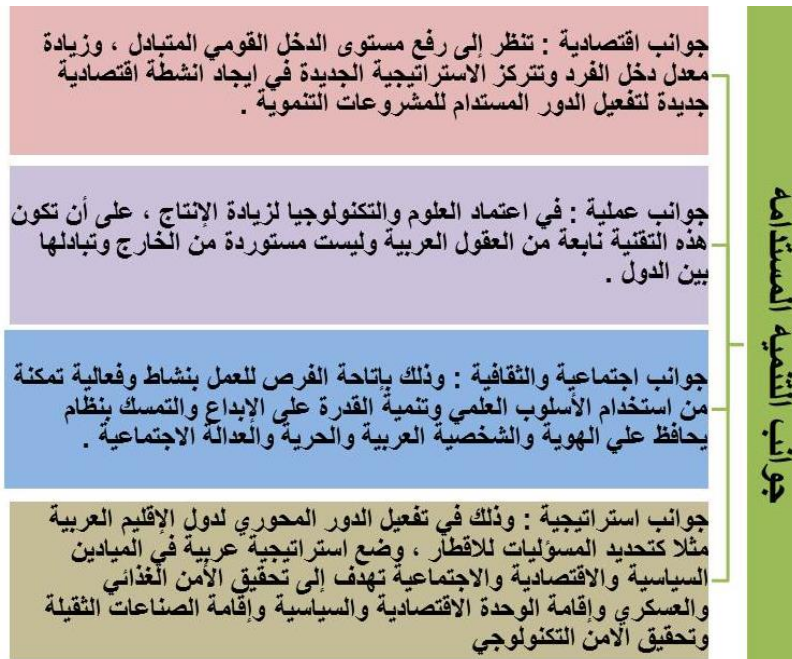 جوانب التنمية المستدامة
جوانب اقتصادية : تنظر إلى رفع مستوى الدخل القومي المتبادل ، وزيادة
معدل دخل الفرد وتتركز الاستراتيجية الجديدة في ايجاد انشطة اقتصادية
جديدة لتفعيل الدور المستدام للمشروعات التنموية .
جوانب عملية : في اعتماد العلوم والتكنولوجيا لزيادة الإنتاج ، على أن تكون
هذه التقنية نابعة من العقول العربية وليست مستوردة من الخارج وتبادلها
بين الدول .
جوانب اجتماعية والثقافية : وذلك بإتاحة الفرص للعمل بنشاط وفعالية تمكنة
من استخدام الأسلوب العلمي وتنمية القدرة على الإبداع والتمسك بنظام
يحافظ علي الهوية والشخصية العربية والحرية والعدالة الاجتماعية .
جوانب استراتيجية : وذلك في تفعيل الدور المحوري لدول الإقليم العربية
مثلا كتحديد المسؤليات للاقطار ، وضع استراتيجية عربية في الميادين
السياسية والاقتصادية والاجتماعية تهدف إلى تحقيق الأمن الغذائي
والعسكري وإقامة الوحدة الاقتصادية والسياسية وإقامة الصناعات الثقيلة
وتحقيق الامن التكنولوجي